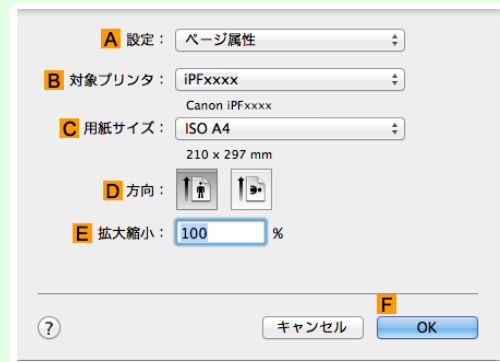 A 設定： ページ属性
B 対象プリンタ： iPFxxxx
Canon iPFxxxx
C 用紙サイズ： ISO A4
210 x 297 mm
D 方向：
E 拡大縮小： 100 %
F
? キャンセル OK